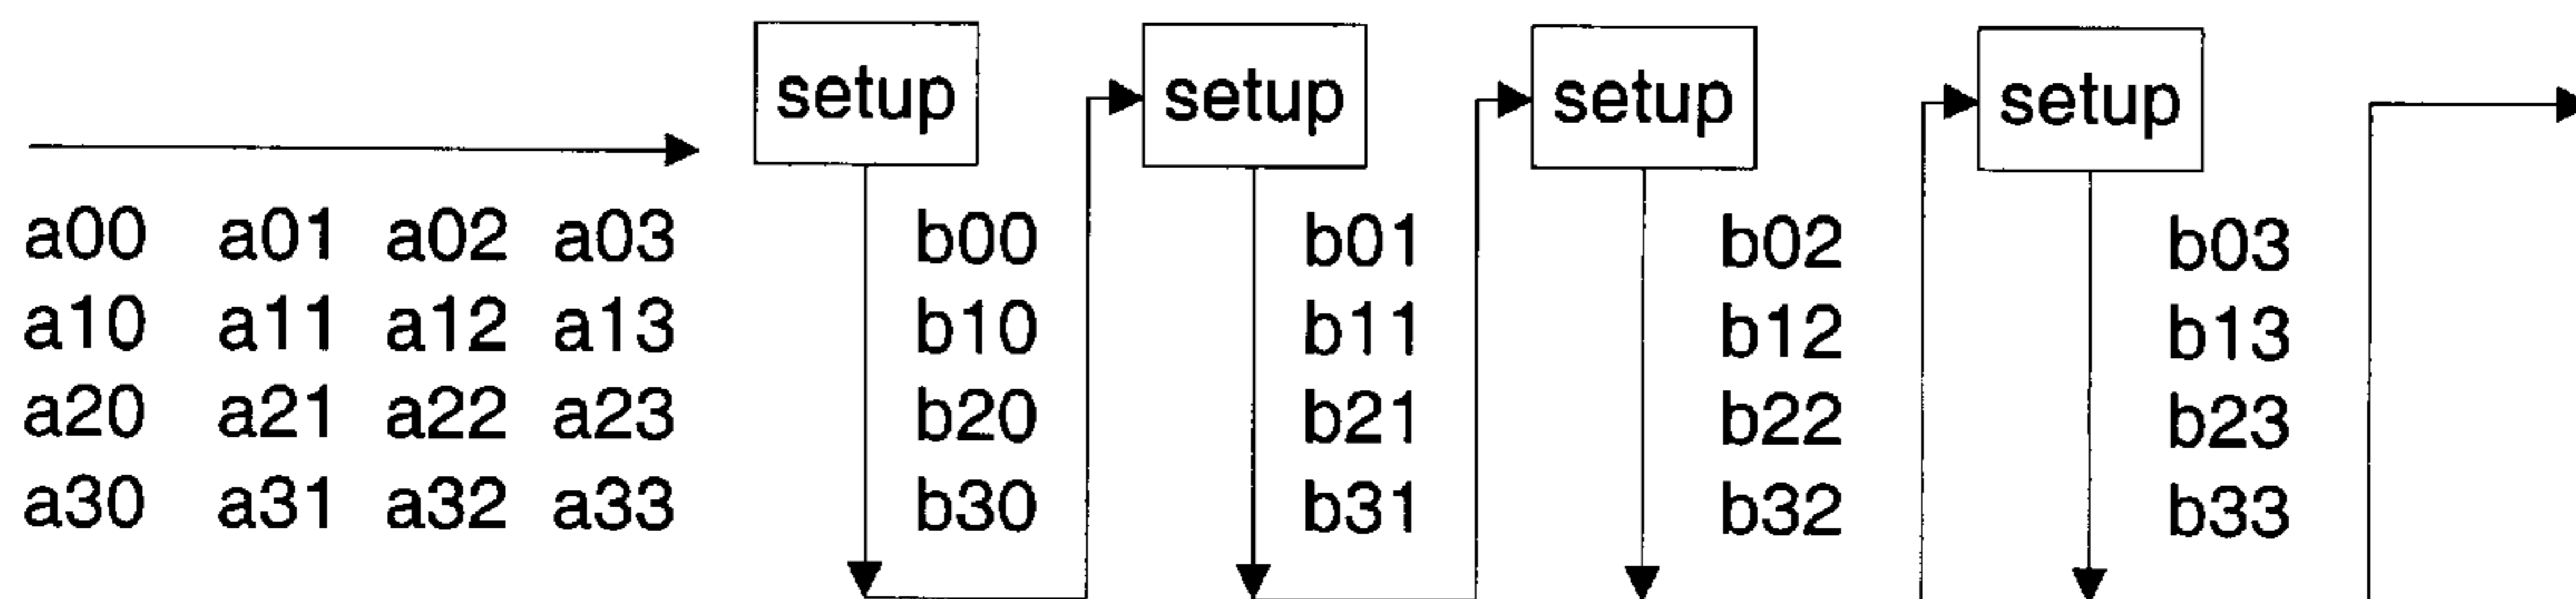 setup setup setup setup
a00 a01 a02 a03 b00 b01 b02 b03
a10 a11 a12 a13 b10 b11 b12 b13
a20 a21 a22 a23 b20 b21 b22 b23
a30 a31 a32 a33 b30 b31 b32 b33